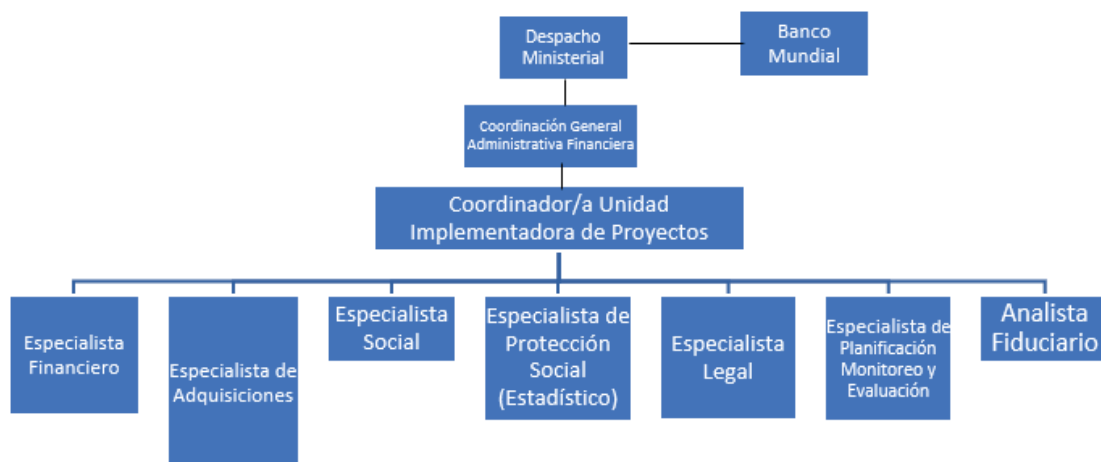 Despacho
Ministerial
Banco
Mundial
Coordinación General
Administrativa Financiera
Coordinador/a Unidad
Implementadora de Proyectos
Especialista
Financiero
Especialista de
Adquisiciones
Especialista
Social
Especialista de
Protección
Social
(Estadístico)
Especialista
Legal
Especialista de
Planificación
Monitoreo y
Evaluación
Analista
Fiduciario